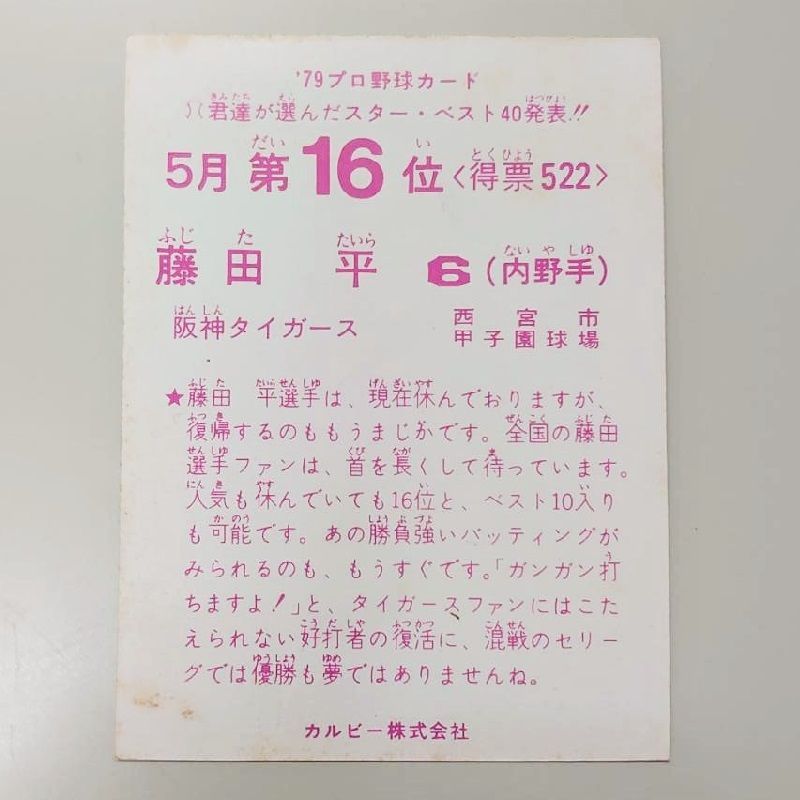 '79プロ野球カード
君達が選んだスター・ベスト40発表!!
5月第16位〈得票522〉
藤田 平 6 (内野手)
阪神タイガース 西宮市
甲子園球場
★藤田 平選手は、現在休んでおりますが、
復帰するのももうまじかです。全国の藤田
選手ファンは、首を長くして待っています。
人気も休んでいても16位と、ベスト10入り
も可能です。あの勝負強いバッティングが
みられるのも、もうすぐです。「ガンガン打
ちますよ!」と、タイガースファンにはこた
えられない好打者の復活に、混戦のセリー
グでは優勝も夢ではありませんね。
カルビー株式会社